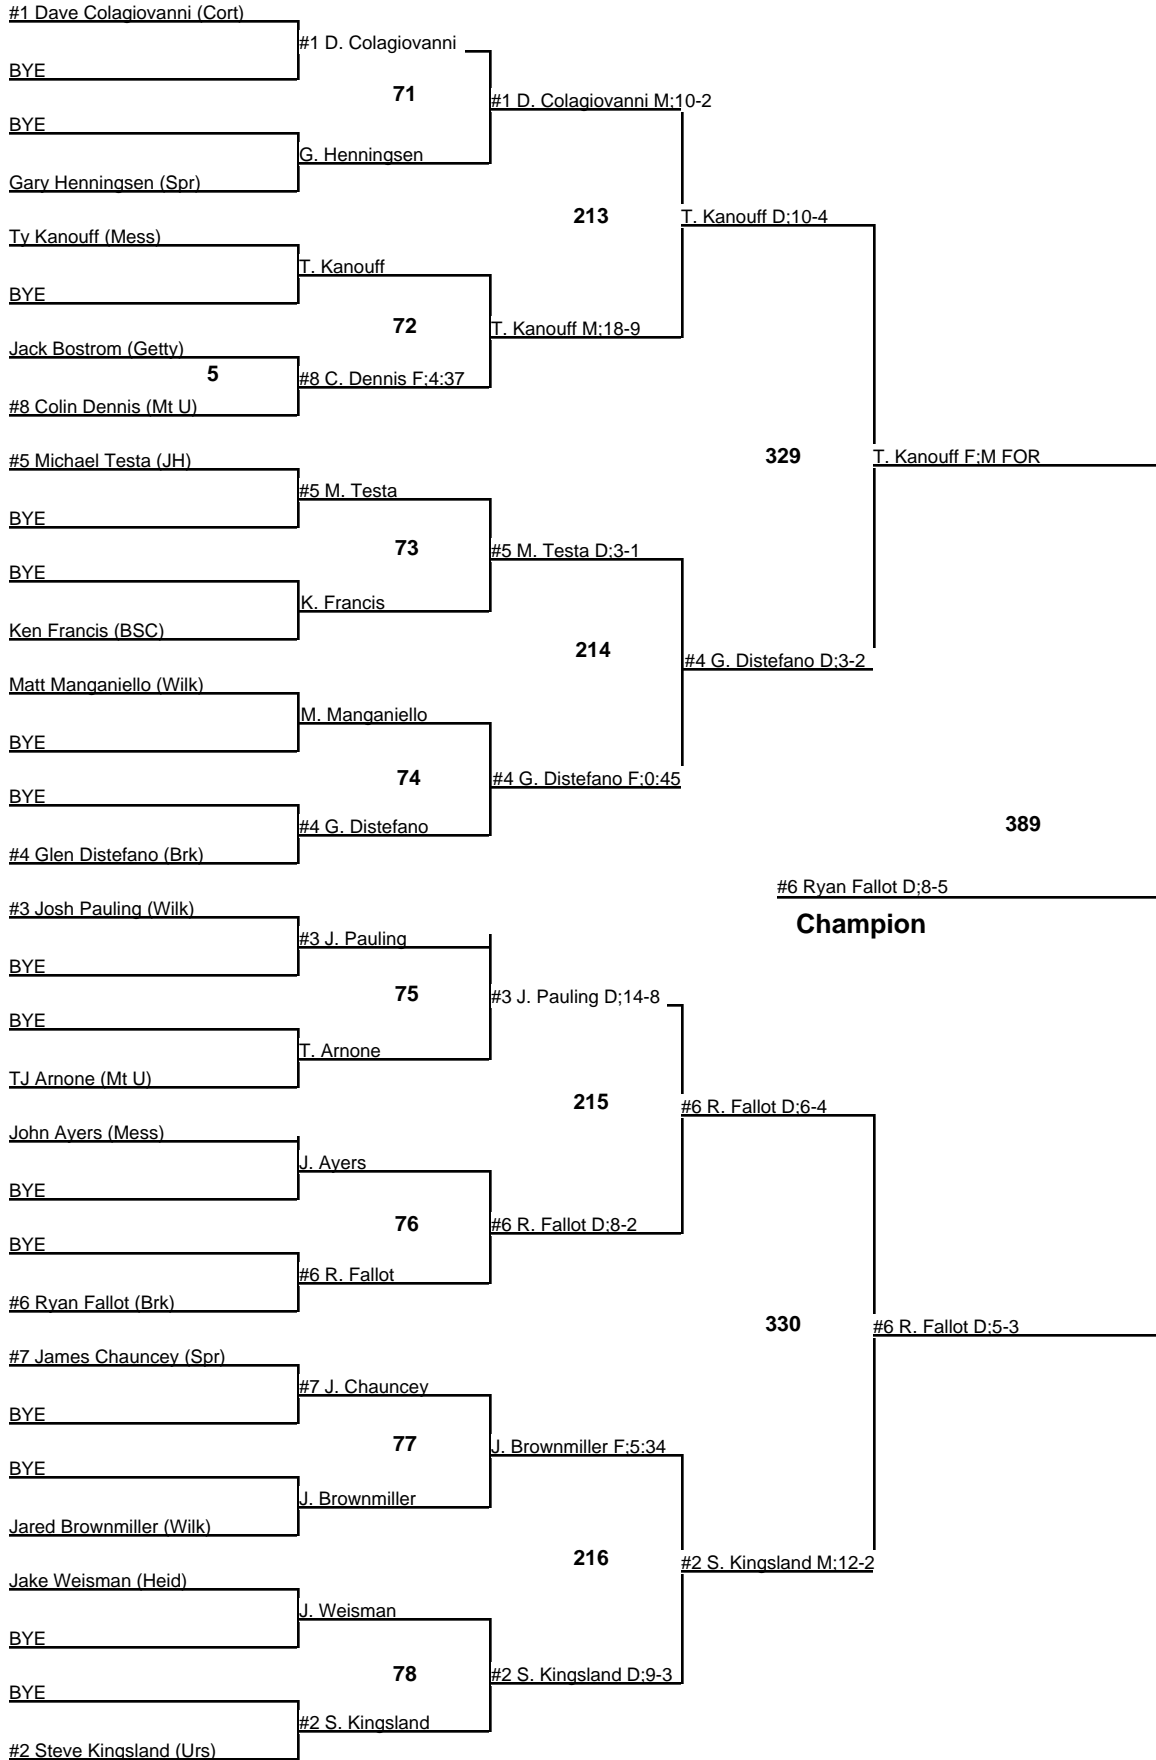 #1 Dave Colagiovanni (Cort)
#1 D. Colagiovanni
BYE
71
#1 D. Colagiovanni M;10-2
BYE
G. Henningsen
Gary Henningsen (Spr)
213
T. Kanouff D;10-4
Ty Kanouff (Mess)
T. Kanouff
BYE
72
T. Kanouff M;18-9
Jack Bostrom (Getty)
5
#8 C. Dennis F;4:37
#8 Colin Dennis (Mt U)
329
T. Kanouff F;M FOR
#5 Michael Testa (JH)
#5 M. Testa
BYE
73
#5 M. Testa D;3-1
BYE
K. Francis
Ken Francis (BSC)
214
#4 G. Distefano D;3-2
Matt Manganiello (Wilk)
M. Manganiello
BYE
74
#4 G. Distefano F;0:45
BYE
#4 G. Distefano
#4 Glen Distefano (Brk)
389
#6 Ryan Fallot D;8-5
Champion
#3 Josh Pauling (Wilk)
#3 J. Pauling
BYE
75
#3 J. Pauling D;14-8
BYE
T. Arnone
TJ Arnone (Mt U)
215
#6 R. Fallot D;6-4
John Ayers (Mess)
J. Ayers
BYE
76
#6 R. Fallot D;8-2
BYE
#6 R. Fallot
#6 Ryan Fallot (Brk)
330
#6 R. Fallot D;5-3
#7 James Chauncey (Spr)
#7 J. Chauncey
BYE
77
J. Brownmiller F;5:34
BYE
J. Brownmiller
Jared Brownmiller (Wilk)
216
#2 S. Kingsland M;12-2
Jake Weisman (Heid)
J. Weisman
BYE
78
#2 S. Kingsland D;9-3
BYE
#2 S. Kingsland
#2 Steve Kingsland (Urs)